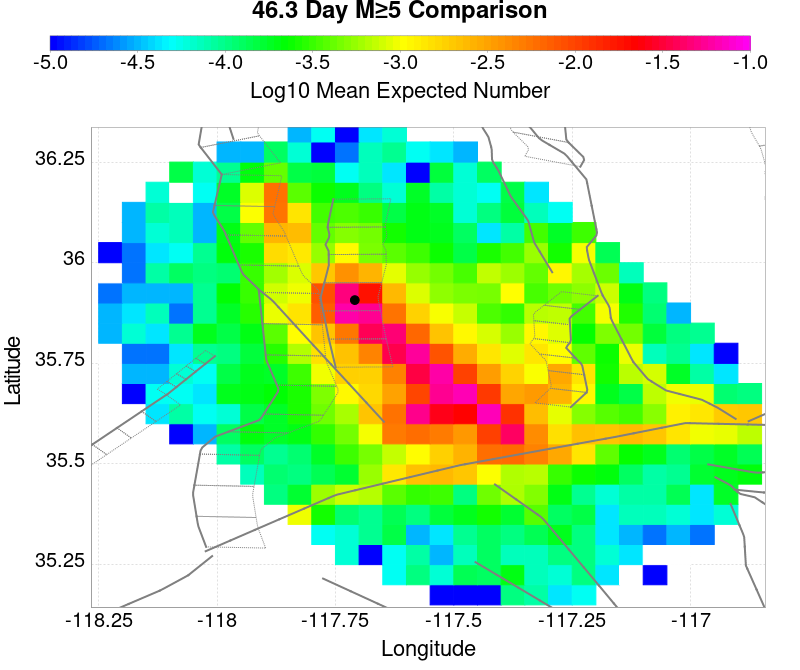 46.3 Day M≥5 Comparison
-5.0 -4.5 -4.0 -3.5 -3.0 -2.5 -2.0 -1.5 -1.0
Log10 Mean Expected Number
36.25
36
35.75
35.5
35.25
Latitude
-118.25 -118 -117.75 -117.5 -117.25 -117
Longitude